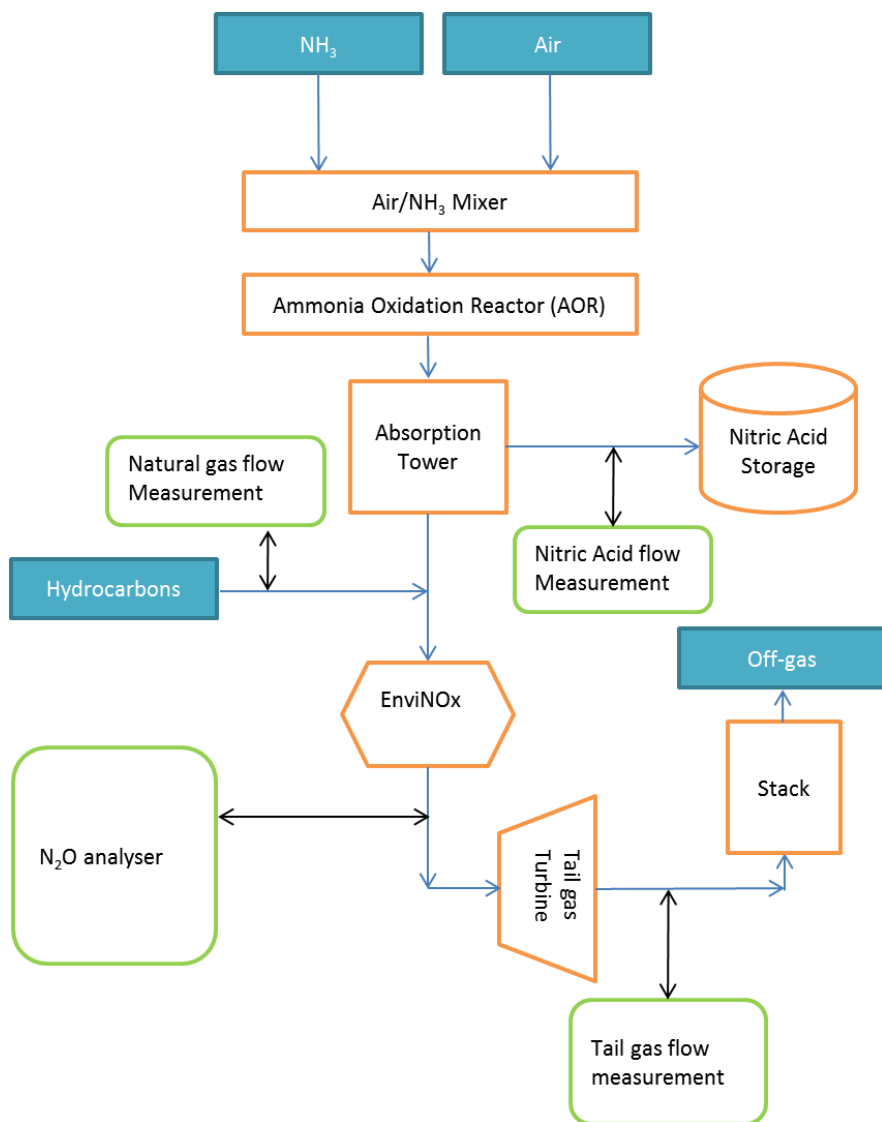 NH₃
Air
Air/NH₃ Mixer
Ammonia Oxidation Reactor (AOR)
Absorption
Tower
Nitric Acid
Storage
Natural gas flow
Measurement
Nitric Acid flow
Measurement
Hydrocarbons
Off-gas
EnviNOx
Stack
N₂O analyser
Tail gas
Turbine
Tail gas flow
measurement